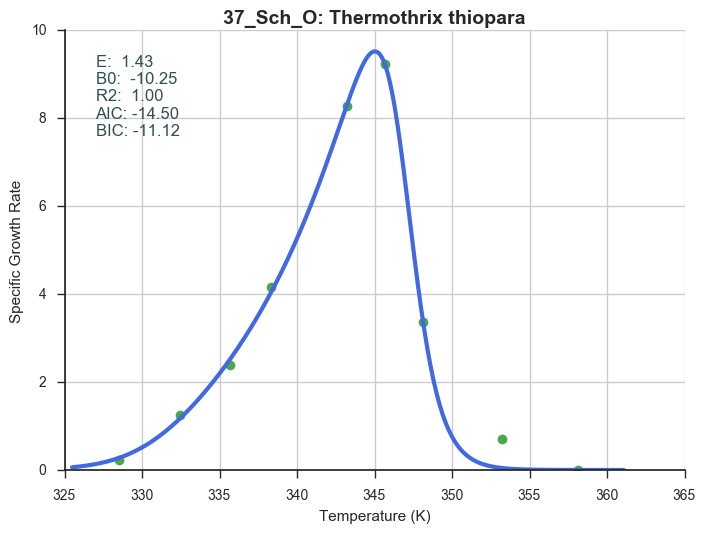 37_Sch_O: Thermothrix thiopara
E:  1.43
B0:  -10.25
R2:  1.00
AIC: -14.50
BIC: -11.12
10
8
6
4
2
0
Specific Growth Rate
325 330 335 340 345 350 355 360 365
Temperature (K)